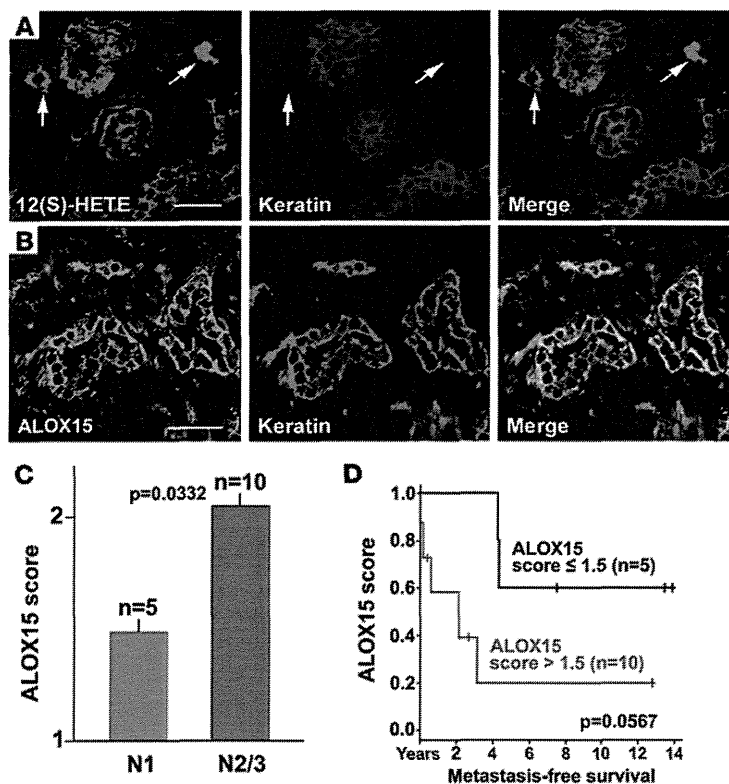 A
12(S)-HETE
Keratin
Merge
B
ALOX15
Keratin
Merge
C
ALOX15 score
2
1
p=0.0332
n=10
n=5
N1
N2/3
D
ALOX15
1.0
0.8
0.6
0.4
0.2
0.0
ALOX15
score ≤ 1.5 (n=5)
ALOX15
score > 1.5 (n=10)
p=0.0567
Years 2 4 6 8 10 12 14
Metastasis-free survival